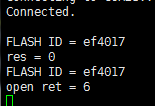 Connected.
FLASH ID = ef4017
res = 0
FLASH ID = ef4017
open ret = 6